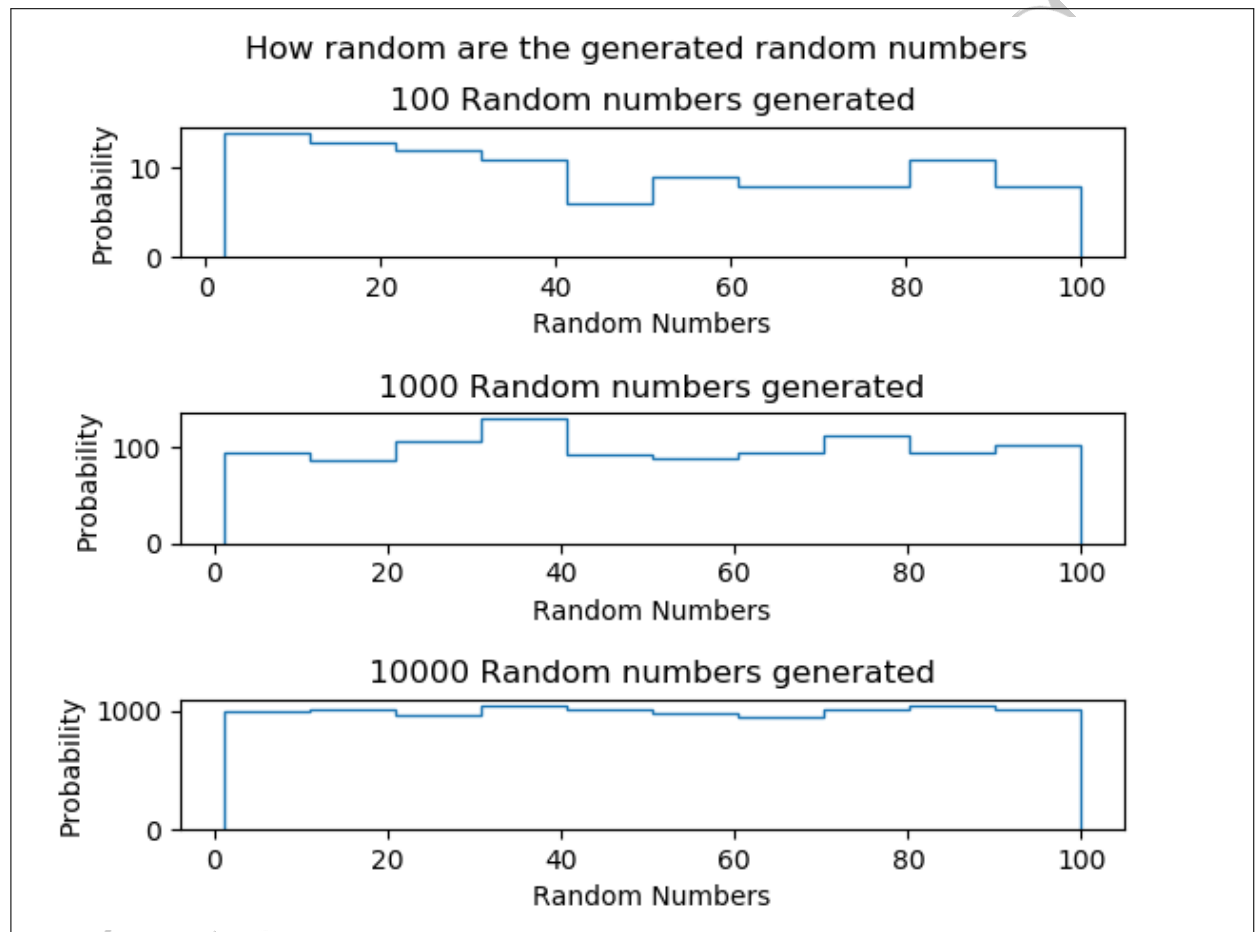 How random are the generated random numbers
100 Random numbers generated
Probability
10
0
0 20 40 60 80 100
Random Numbers
1000 Random numbers generated
Probability
100
0
0 20 40 60 80 100
Random Numbers
10000 Random numbers generated
Probability
1000
0
0 20 40 60 80 100
Random Numbers